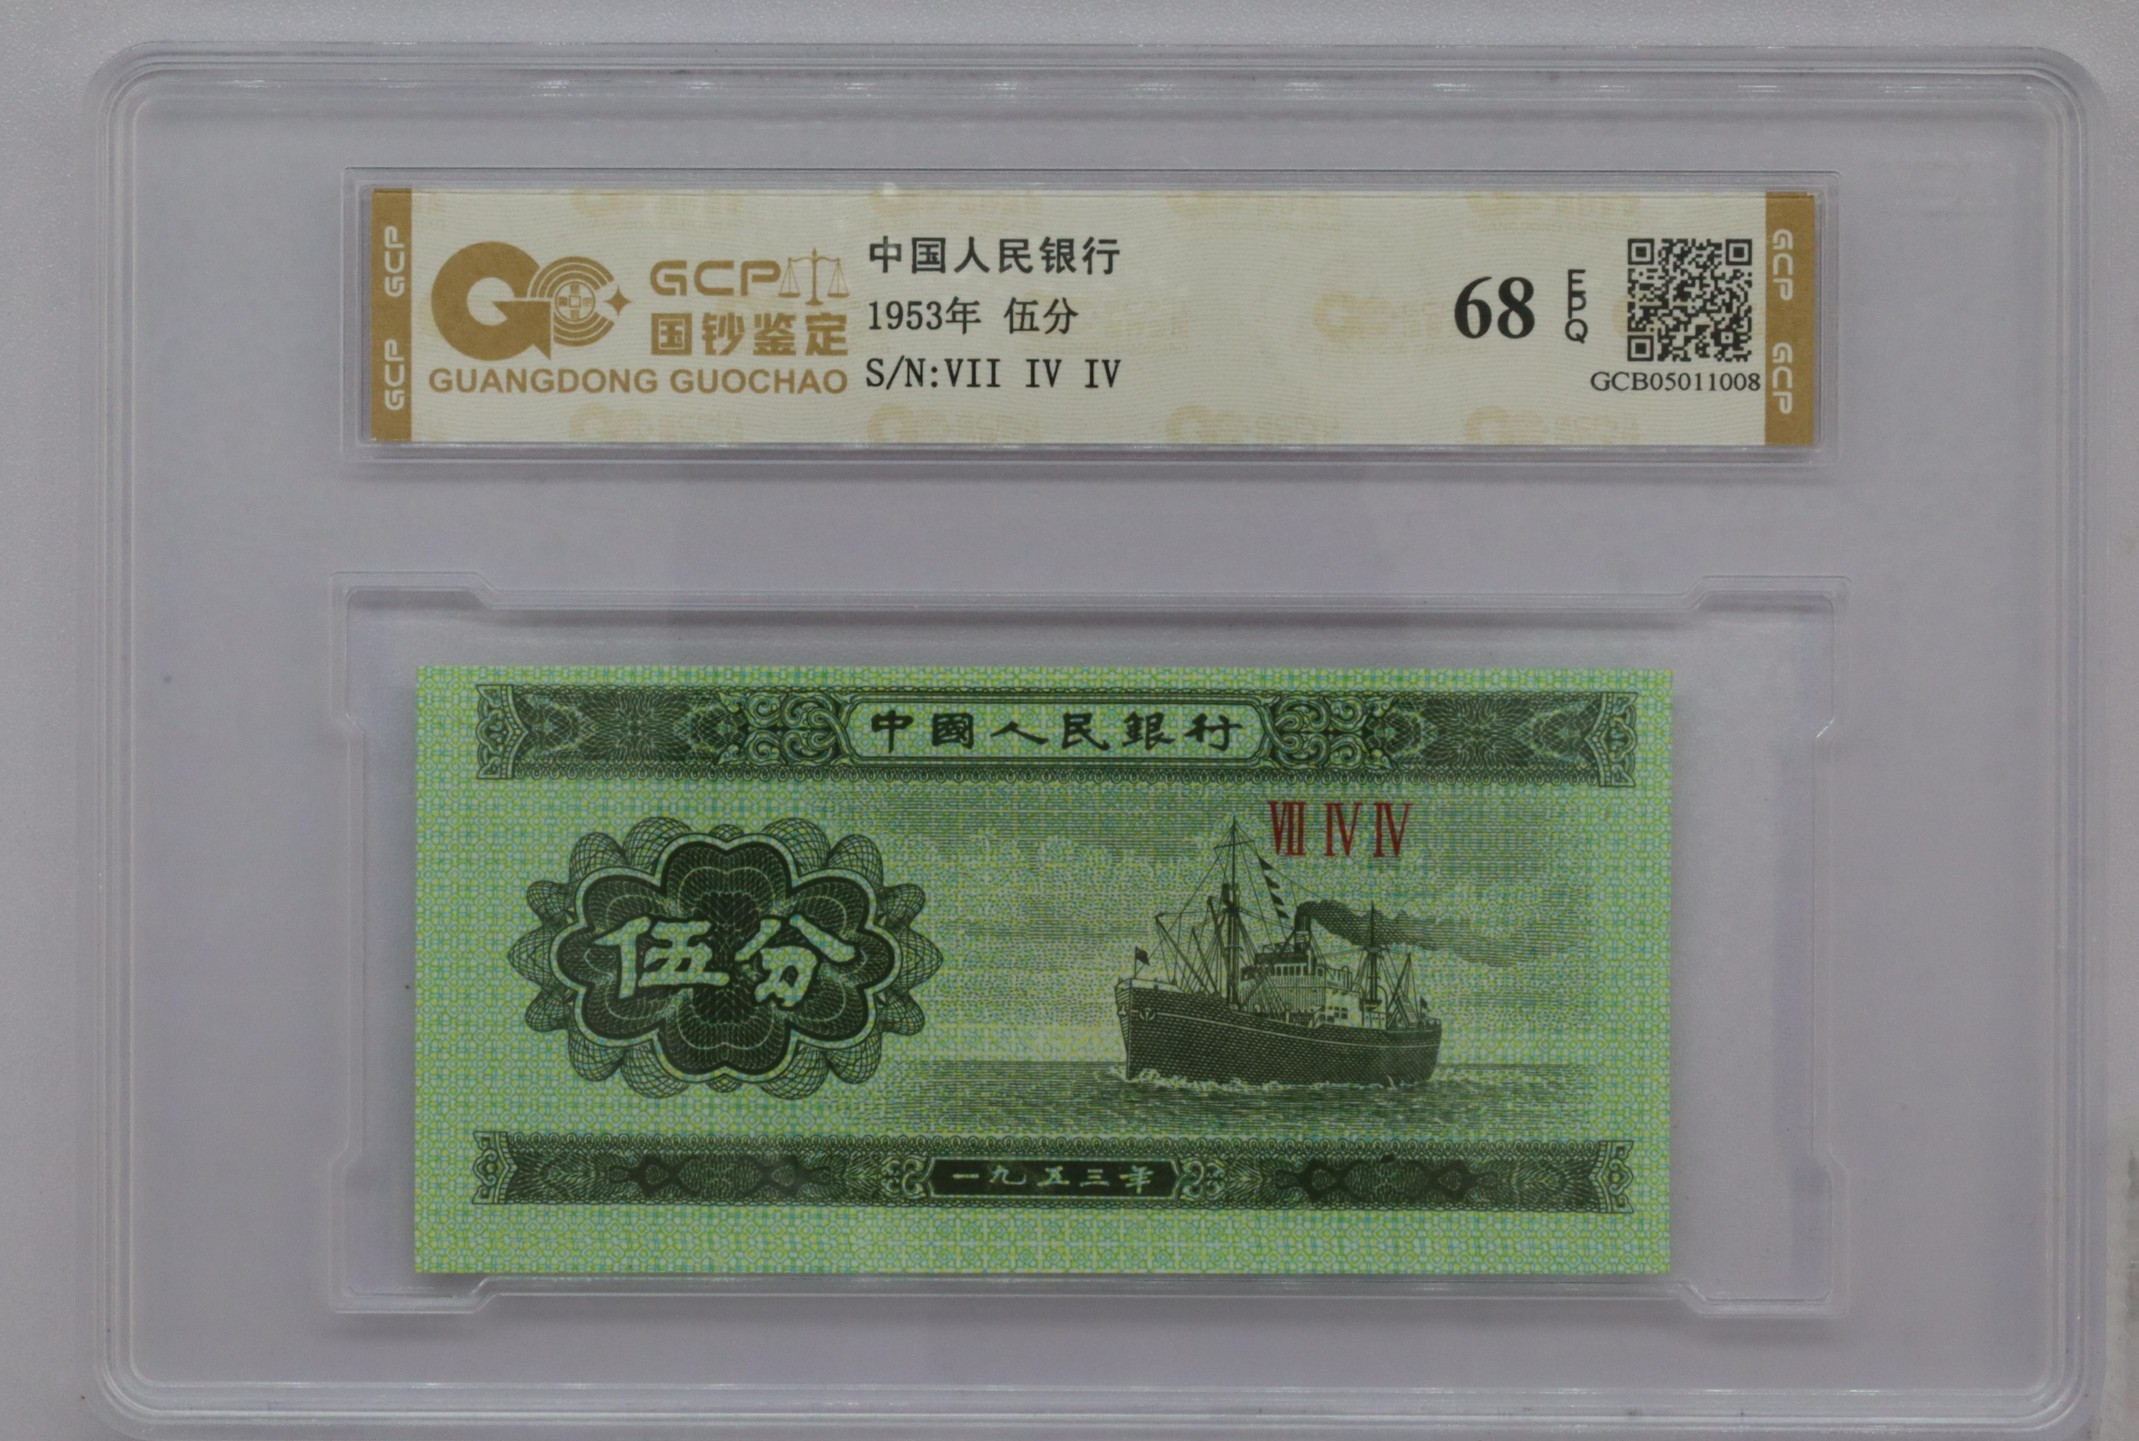 GCP GCP
GCP
国钞鉴定
GUANGDONG GUOCHAO
中国人民银行
1953年 伍分
S/N:VII IV IV
68 EPQ
GCB05011008
GCP GCP
中國人民銀行
VII IV IV
伍分
一九五三年